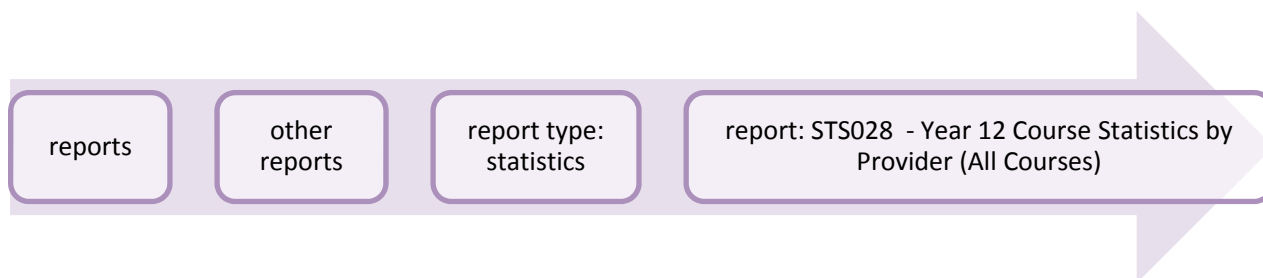 reports
other
reports
report type:
statistics
report: STS028  - Year 12 Course Statistics by
Provider (All Courses)